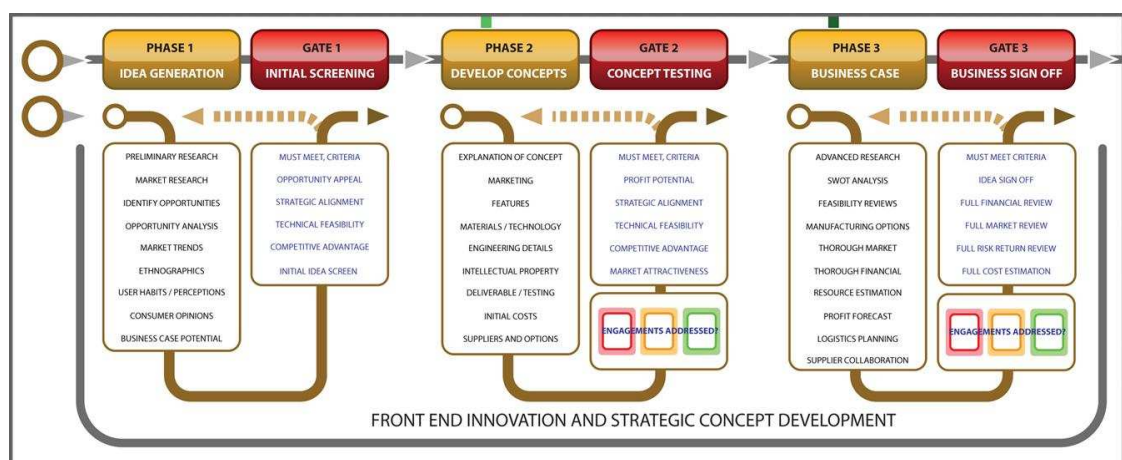 PHASE 1
IDEA GENERATION
GATE 1
INITIAL SCREENING
PHASE 2
DEVELOP CONCEPTS
GATE 2
CONCEPT TESTING
PHASE 3
BUSINESS CASE
GATE 3
BUSINESS SIGN OFF
PRELIMINARY RESEARCH
MARKET RESEARCH
IDENTIFY OPPORTUNITIES
OPPORTUNITY ANALYSIS
MARKET TRENDS
ETHNOGRAPHICS
USER HABITS / PERCEPTIONS
CONSUMER OPINIONS
BUSINESS CASE POTENTIAL
MUST MEET, CRITERIA
OPPORTUNITY APPEAL
STRATEGIC ALIGNMENT
TECHNICAL FEASIBILITY
COMPETITIVE ADVANTAGE
INITIAL IDEA SCREEN
EXPLANATION OF CONCEPT
MARKETING
FEATURES
MATERIALS / TECHNOLOGY
ENGINEERING DETAILS
INTELLECTUAL PROPERTY
DELIVERABLE / TESTING
INITIAL COSTS
SUPPLIERS AND OPTIONS
MUST MEET, CRITERIA
PROFIT POTENTIAL
STRATEGIC ALIGNMENT
TECHNICAL FEASIBILITY
COMPETITIVE ADVANTAGE
MARKET ATTRACTIVENESS
ENGAGEMENTS ADDRESSED?
ADVANCED RESEARCH
SWOT ANALYSIS
FEASIBILITY REVIEWS
MANUFACTURING OPTIONS
THOROUGH MARKET
THOROUGH FINANCIAL
RESOURCE ESTIMATION
PROFIT FORECAST
LOGISTICS PLANNING
SUPPLIER COLLABORATION
MUST MEET, CRITERIA
IDEA SIGN OFF
FULL FINANCIAL REVIEW
FULL MARKET REVIEW
FULL RISK RETURN REVIEW
FULL COST ESTIMATION
ENGAGEMENTS ADDRESSED?
FRONT END INNOVATION AND STRATEGIC CONCEPT DEVELOPMENT